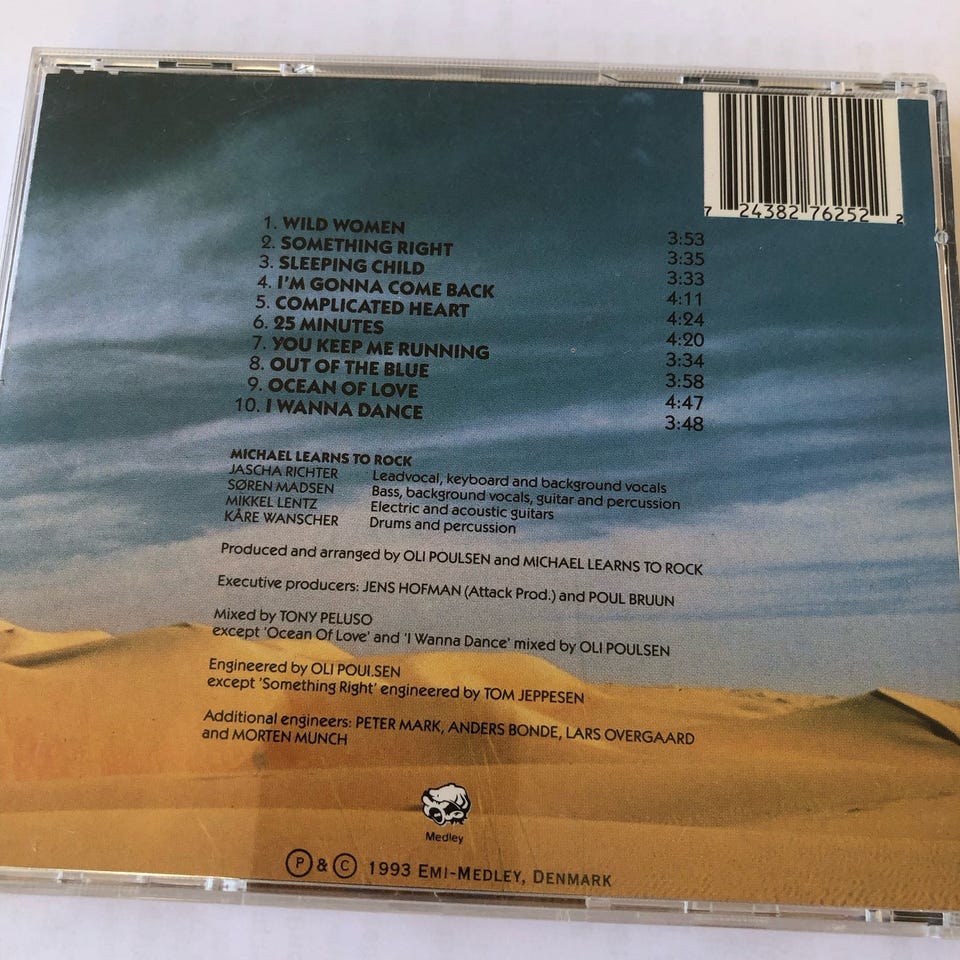 7 24382 76252 2
1. WILD WOMEN 3:53
2. SOMETHING RIGHT 3:35
3. SLEEPING CHILD 3:33
4. I'M GONNA COME BACK 4:11
5. COMPLICATED HEART 4:24
6. 25 MINUTES 4:20
7. YOU KEEP ME RUNNING 3:34
8. OUT OF THE BLUE 3:58
9. OCEAN OF LOVE 4:47
10. I WANNA DANCE 3:48
MICHAEL LEARNS TO ROCK
JASCHA RICHTER Leadvocal, keyboard and background vocals
SØREN MADSEN Bass, background vocals, guitar and percussion
MIKKEL LENTZ Electric and acoustic guitars
KÅRE WANSCHER Drums and percussion
Produced and arranged by OLI POULSEN and MICHAEL LEARNS TO ROCK
Executive producers: JENS HOFMAN (Attack Prod.) and POUL BRUUN
Mixed by TONY PELUSO
except 'Ocean Of Love' and 'I Wanna Dance' mixed by OLI POULSEN
Engineered by OLI POULSEN
except 'Something Right' engineered by TOM JEPPESEN
Additional engineers: PETER MARK, ANDERS BONDE, LARS OVERGAARD
and MORTEN MUNCH
Medley
Ⓟ & © 1993 EMI-MEDLEY, DENMARK